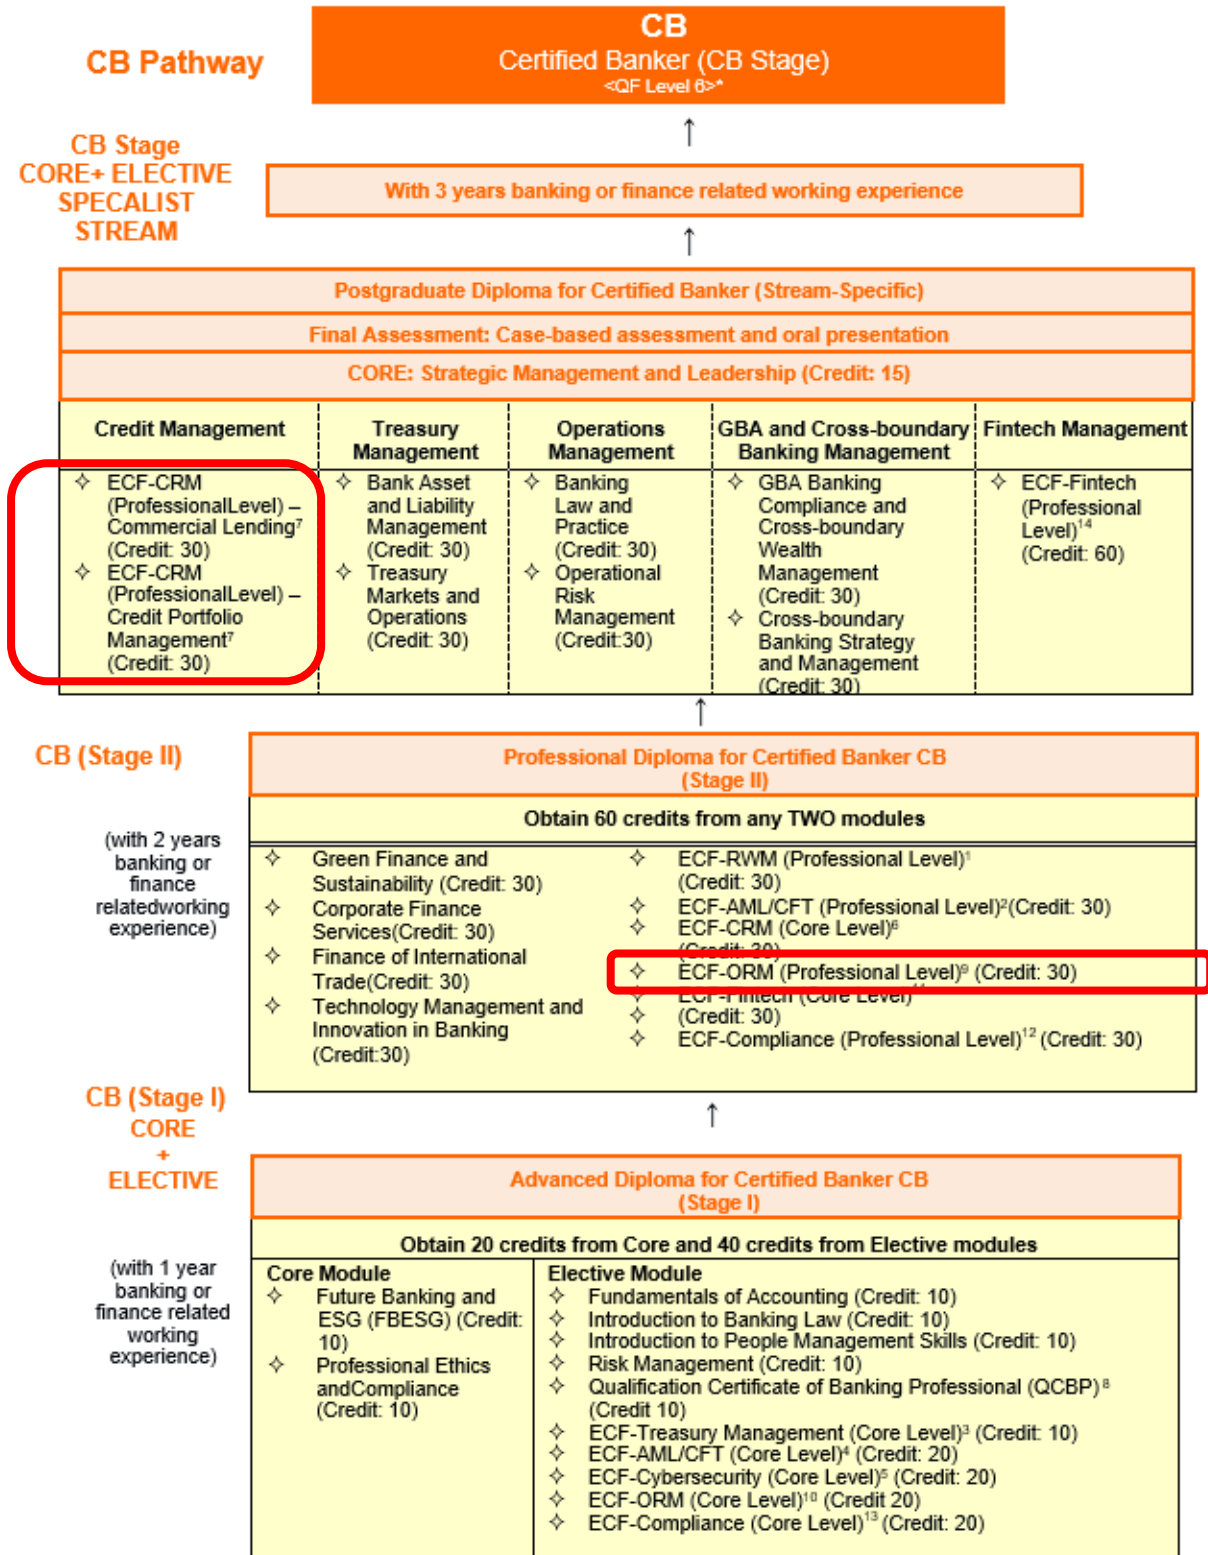 CB
Certified Banker (CB Stage)
<QF Level 6>*
CB Pathway
CB Stage
CORE+ ELECTIVE
SPECALIST
STREAM
With 3 years banking or finance related working experience
Postgraduate Diploma for Certified Banker (Stream-Specific)
Final Assessment: Case-based assessment and oral presentation
CORE: Strategic Management and Leadership (Credit: 15)
Credit Management
✧ ECF-CRM
(ProfessionalLevel) –
Commercial Lending⁷
(Credit: 30)
✧ ECF-CRM
(ProfessionalLevel) –
Credit Portfolio
Management⁷
(Credit: 30)
Treasury
Management
✧ Bank Asset
and Liability
Management
(Credit: 30)
✧ Treasury
Markets and
Operations
(Credit: 30)
Operations
Management
✧ Banking
Law and
Practice
(Credit: 30)
✧ Operational
Risk
Management
(Credit:30)
GBA and Cross-boundary
Banking Management
✧ GBA Banking
Compliance and
Cross-boundary
Wealth
Management
(Credit: 30)
✧ Cross-boundary
Banking Strategy
and Management
(Credit: 30)
Fintech Management
✧ ECF-Fintech
(Professional
Level)¹⁴
(Credit: 60)
CB (Stage II)
(with 2 years
banking or
finance
relatedworking
experience)
Professional Diploma for Certified Banker CB
(Stage II)
Obtain 60 credits from any TWO modules
✧ Green Finance and
Sustainability (Credit: 30)
✧ Corporate Finance
Services(Credit: 30)
✧ Finance of International
Trade(Credit: 30)
✧ Technology Management and
Innovation in Banking
(Credit:30)
✧ ECF-RWM (Professional Level)¹
(Credit: 30)
✧ ECF-AML/CFT (Professional Level)²(Credit: 30)
✧ ECF-CRM (Core Level)⁶
(Credit: 30)
✧ ECF-ORM (Professional Level)⁹ (Credit: 30)
✧ ECF-Fintech (Core Level)¹¹
✧ (Credit: 30)
✧ ECF-Compliance (Professional Level)¹² (Credit: 30)
CB (Stage I)
CORE
+
ELECTIVE
(with 1 year
banking or
finance related
working
experience)
Advanced Diploma for Certified Banker CB
(Stage I)
Obtain 20 credits from Core and 40 credits from Elective modules
Core Module
✧ Future Banking and
ESG (FBESG) (Credit:
10)
✧ Professional Ethics
andCompliance
(Credit: 10)
Elective Module
✧ Fundamentals of Accounting (Credit: 10)
✧ Introduction to Banking Law (Credit: 10)
✧ Introduction to People Management Skills (Credit: 10)
✧ Risk Management (Credit: 10)
✧ Qualification Certificate of Banking Professional (QCBP) ⁸
(Credit 10)
✧ ECF-Treasury Management (Core Level)³ (Credit: 10)
✧ ECF-AML/CFT (Core Level)⁴ (Credit: 20)
✧ ECF-Cybersecurity (Core Level)⁵ (Credit: 20)
✧ ECF-ORM (Core Level)¹⁰ (Credit 20)
✧ ECF-Compliance (Core Level)¹³ (Credit: 20)